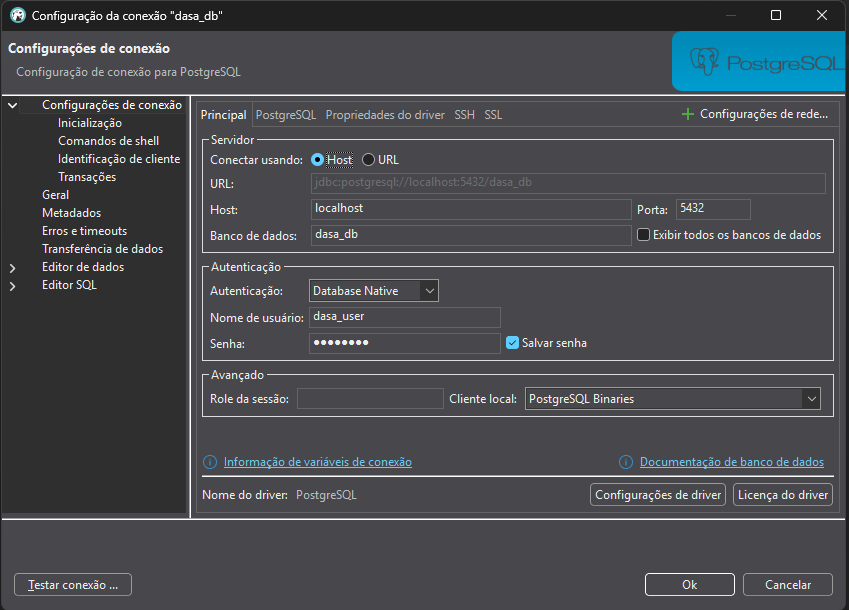 Configuração da conexão "dasa_db"
Configurações de conexão
Configuração de conexão para PostgreSQL
PostgreSQL
Configurações de conexão
Inicialização
Comandos de shell
Identificação de cliente
Transações
Geral
Metadados
Erros e timeouts
Transferência de dados
Editor de dados
Editor SQL
Principal PostgreSQL Propriedades do driver SSH SSL Configurações de rede...
Servidor
Conectar usando: Host URL
URL: jdbc:postgresql://localhost:5432/dasa_db
Host: localhost Porta: 5432
Banco de dados: dasa_db Exibir todos os bancos de dados
Autenticação
Autenticação: Database Native
Nome de usuário: dasa_user
Senha: •••••••• Salvar senha
Avançado
Role da sessão: Cliente local: PostgreSQL Binaries
Informação de variáveis de conexão Documentação de banco de dados
Nome do driver: PostgreSQL Configurações de driver Licença do driver
Testar conexão ... Ok Cancelar